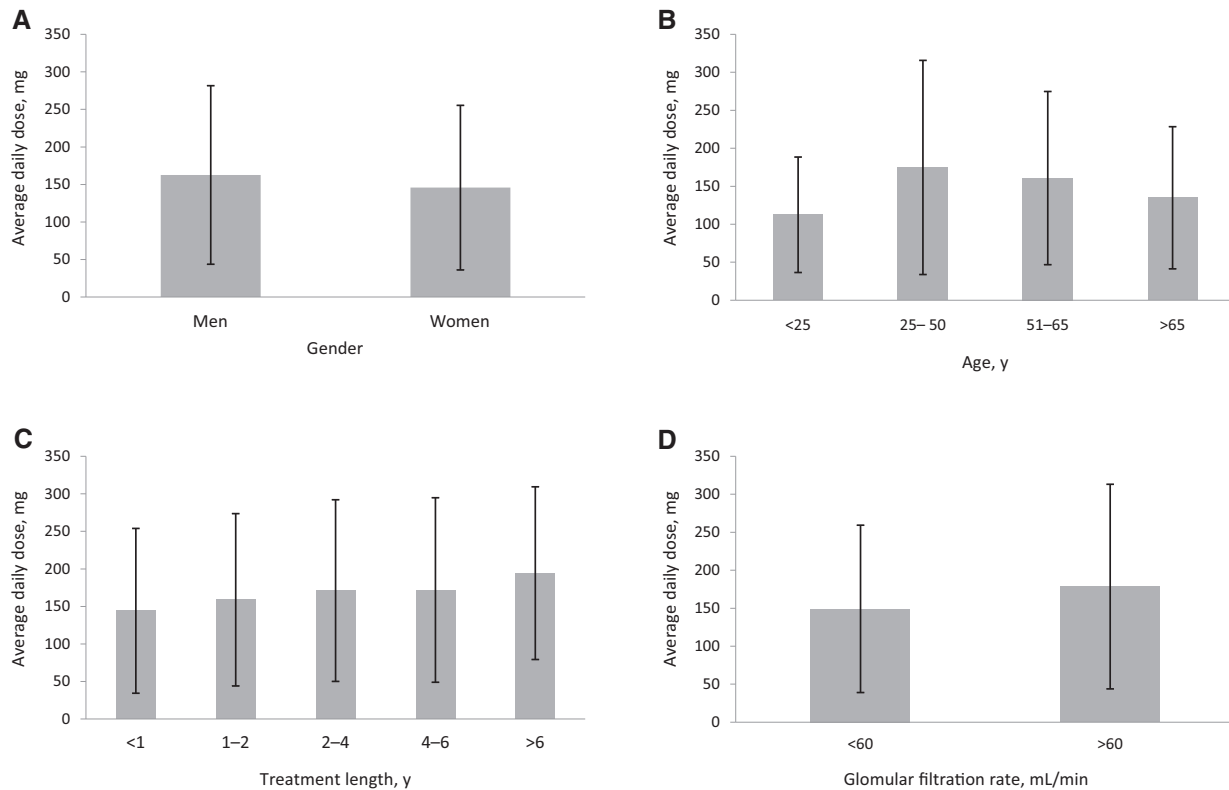 A
Average daily dose, mg
350
300
250
200
150
100
50
0
Men Women
Gender
B
Average daily dose, mg
350
300
250
200
150
100
50
0
<25 25– 50 51–65 >65
Age, y
C
Average daily dose, mg
350
300
250
200
150
100
50
0
<1 1–2 2–4 4–6 >6
Treatment length, y
D
Average daily dose, mg
350
300
250
200
150
100
50
0
<60 >60
Glomular filtration rate, mL/min